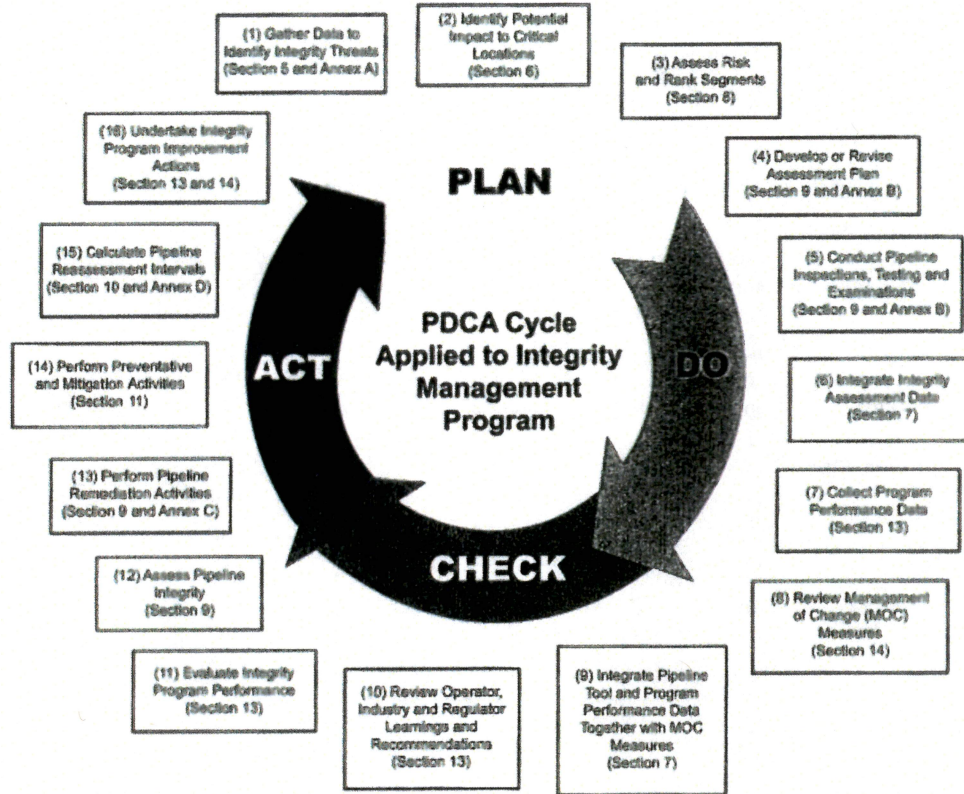 (1) Gather Data to
Identify Integrity Threats
(Section 5 and Annex A)
(2) Identify Potential
Impact to Critical
Locations
(Section 6)
(3) Assess Risk
and Rank Segments
(Section 8)
(4) Develop or Revise
Assessment Plan
(Section 9 and Annex B)
(5) Conduct Pipeline
Inspections, Testing and
Examinations
(Section 9 and Annex B)
(6) Integrate Integrity
Assessment Data
(Section 7)
(7) Collect Program
Performance Data
(Section 13)
(8) Review Management
of Change (MOC)
Measures
(Section 14)
(9) Integrate Pipeline
Tool and Program
Performance Data
Together with MOC
Measures
(Section 7)
(10) Review Operator,
Industry and Regulator
Learnings and
Recommendations
(Section 13)
(11) Evaluate Integrity
Program Performance
(Section 13)
(12) Assess Pipeline
Integrity
(Section 9)
(13) Perform Pipeline
Remediation Activities
(Section 9 and Annex C)
(14) Perform Preventative
and Mitigation Activities
(Section 11)
(15) Calculate Pipeline
Reassessment Intervals
(Section 10 and Annex D)
(16) Undertake Integrity
Program Improvement
Actions
(Section 13 and 14)
PLAN
DO
CHECK
ACT
PDCA Cycle
Applied to Integrity
Management
Program